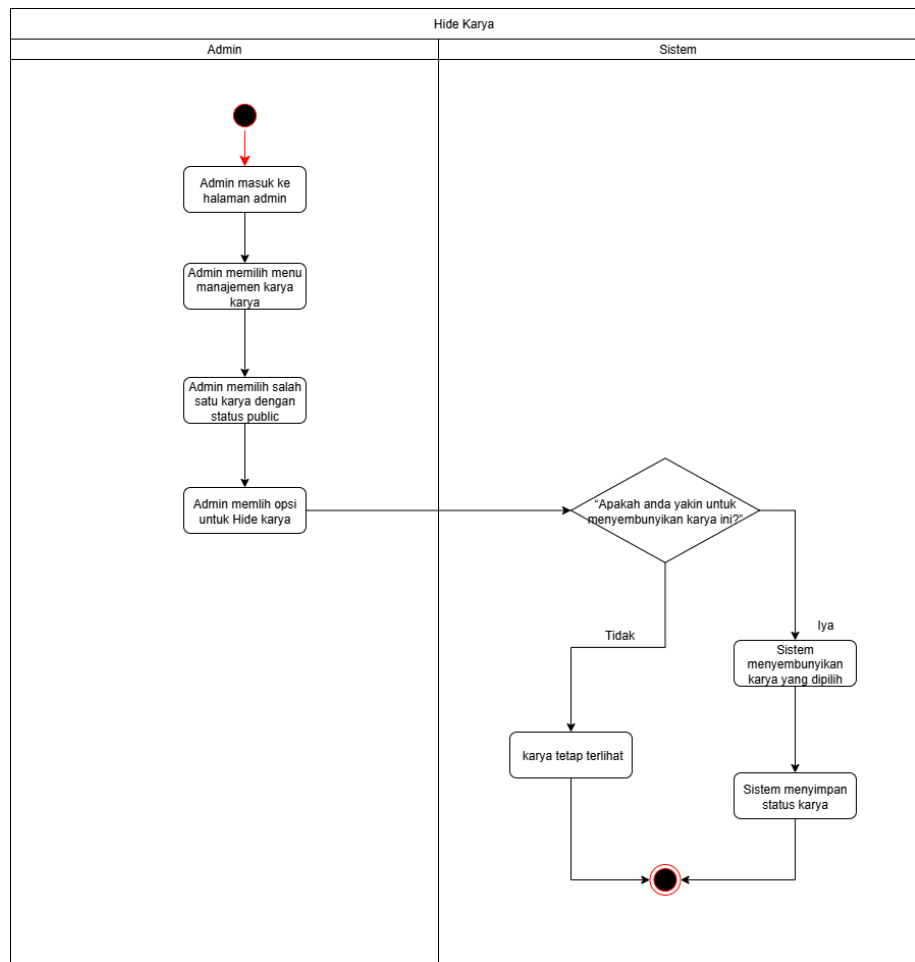 Hide Karya
Admin
Sistem
Admin masuk ke
halaman admin
Admin memilih menu
manajemen karya
karya
Admin memilih salah
satu karya dengan
status public
Admin memlih opsi
untuk Hide karya
“Apakah anda yakin untuk
menyembunyikan karya ini?”
Tidak
Iya
Sistem
menyembunyikan
karya yang dipilih
karya tetap terlihat
Sistem menyimpan
status karya